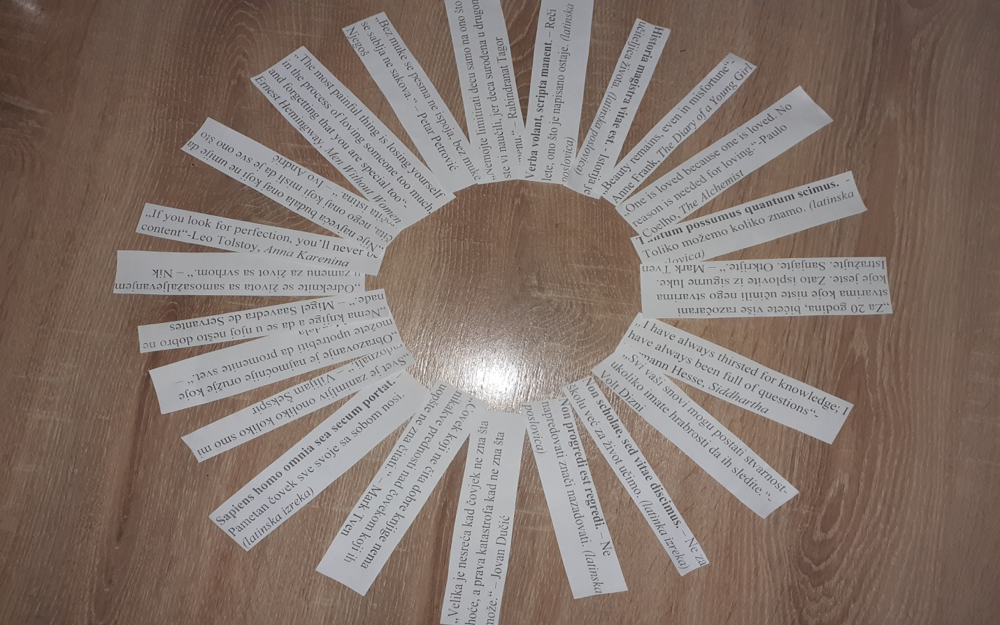 „Nemojte limitirati decu samo na ono što
ste vi naučili, jer deca surođena u drugom
“ – Rabindranat Tagor
Verba volant, scripta manent. – Reči
lete, ono što je napisano ostaje. (latinska
poslovica)
Historia magistra vitae est - Istorija je
učiteljica života. (latinska poslovica)
„Beauty remains, even in misfortune“-
Anne Frank, The Diary of a Young Girl
„One is loved because one is loved. No
reason is needed for loving.“-Paulo
Coelho, The Alchemist
Tantum possumus quantum scimus. -
Toliko možemo koliko znamo. (latinska
poslovica)
„Za 20 godina, bićete više razočarani
stvarima koje niste učinili nego stvarima
koje jeste. Zato isplovite iz sigurne luke.
Istražujte. Sanjajte. Otkrijte.“ – Mark Tven
„I have always thirsted for knowledge; I
have always been full of questions“-
mann Hesse, Siddhartha
„Svi vaši snovi mogu postati stvarnost-
ukoliko imate hrabrosti da ih sledite.“-
Volt Dizni
Non scholae, sed vitae discimus. – Ne za
školu već za život učimo. (latinka izreka)
Non progredi est regredi. – Ne
napredovati znači nazadovati. (latinska
poslovica)
„Velika je nesreća kad čovjek ne zna šta
hoće, a prava katastrofa kad ne zna šta
može.“ – Jovan Dučić
„Čovek koji ne čita dobre knjige nema
nikakve prednosti nad čovekom koji ih
uopšte ne zna čitati.“ – Mark Tven
Sapiens homo omnia sea secum portat. –
Pametan čovek sve svoje sa sobom nosi.
(latinska izreka)
„Svet je zanimljiv onoliko koliko smo mi
radoznali.“ – Vilijam Šekspir
„Obrazovanje je najmoćnije oružje koje
možete upotrebiti da promenite svet.“ –
„Nema knjige a da se u njoj nešto dobro ne
nađe.“ – Migel Saavedra de Servantes
„Odreknite se života sa samosažaljevanjem
u zamenu za život sa svrhom.“ – Nik
„If you look for perfection, you’ll never be
content“-Leo Tolstoy, Anna Karenina
„Nije najveća budala onaj koji ne umije da
čita, nego onaj koji misli da je da je sve ono što
pročita istina.“ – Ivo Andrić
„The most painful thing is losing yourself
in the process of loving someone too much,
and forgetting that you are special too“-
Ernest Hemingway, Men Without Women
„Bez muke se pesma ne ispoja, bez muke
se sablja ne sakova.“ – Petar Petrović
Njegoš